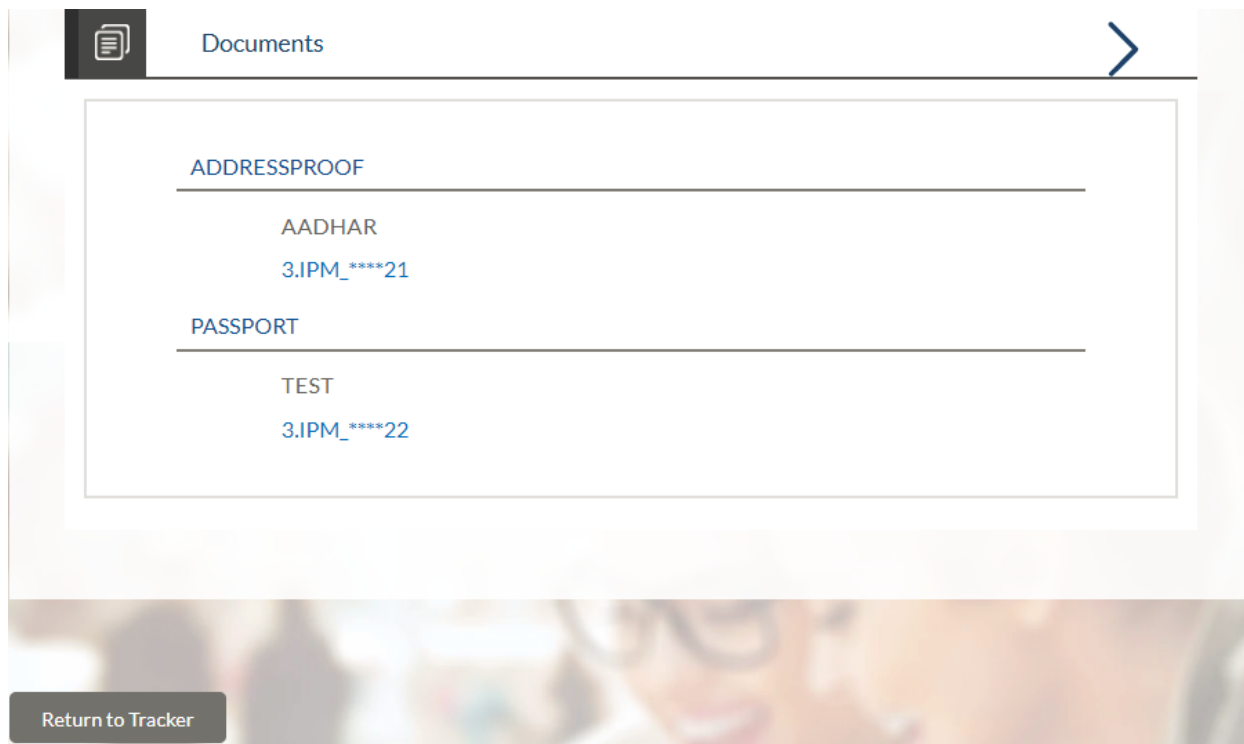 Documents
ADDRESSPROOF
AADHAR
3.IPM_****21
PASSPORT
TEST
3.IPM_****22
Return to Tracker